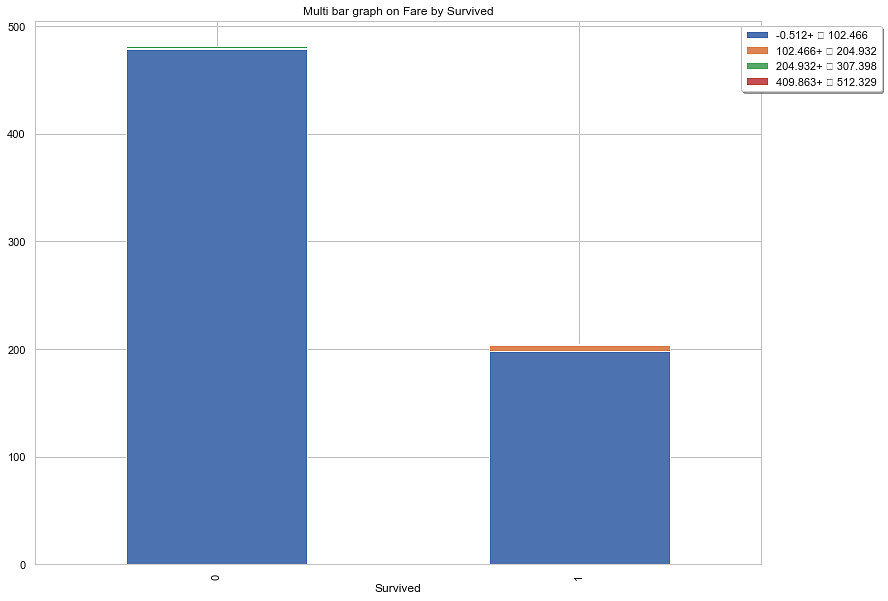 Multi bar graph on Fare by Survived
500
400
300
200
100
0
-0.512+ ▯ 102.466
102.466+ ▯ 204.932
204.932+ ▯ 307.398
409.863+ ▯ 512.329
0
1
Survived